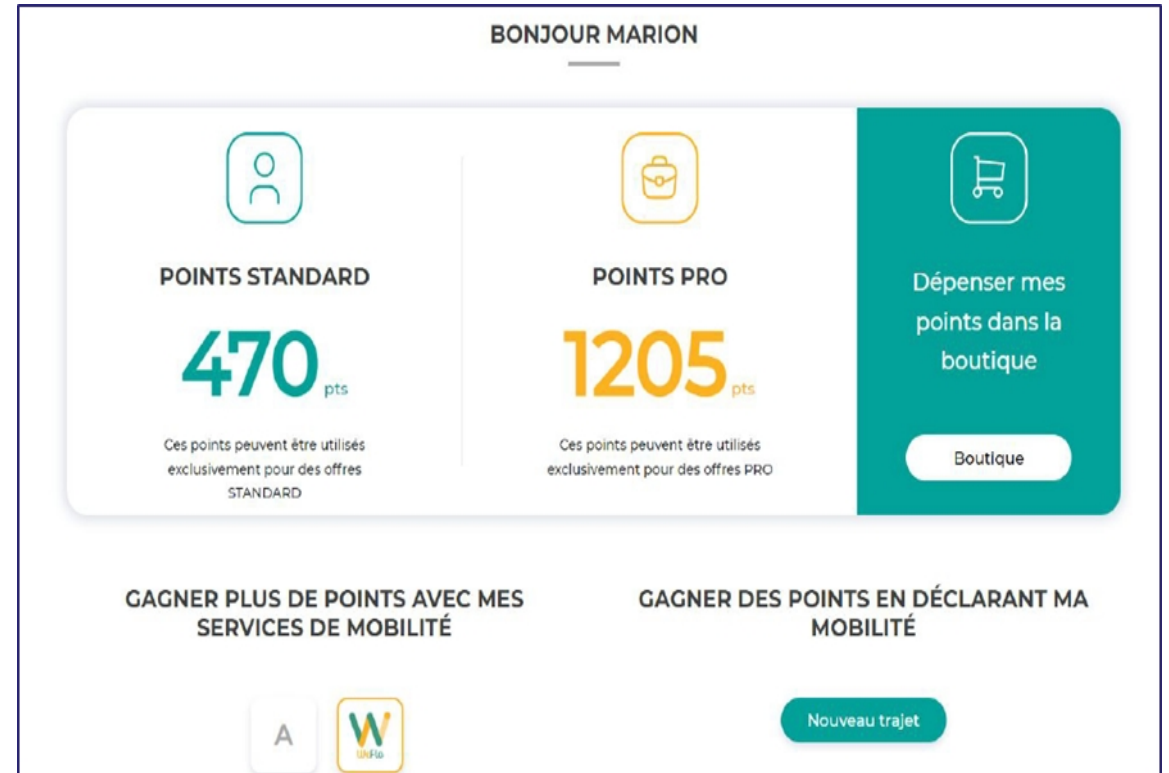 BONJOUR MARION
POINTS STANDARD
470 pts
Ces points peuvent être utilisés
exclusivement pour des offres
STANDARD
POINTS PRO
1205 pts
Ces points peuvent être utilisés
exclusivement pour des offres PRO
Dépenser mes
points dans la
boutique
Boutique
GAGNER PLUS DE POINTS AVEC MES
SERVICES DE MOBILITÉ
A
W
GAGNER DES POINTS EN DÉCLARANT MA
MOBILITÉ
Nouveau trajet